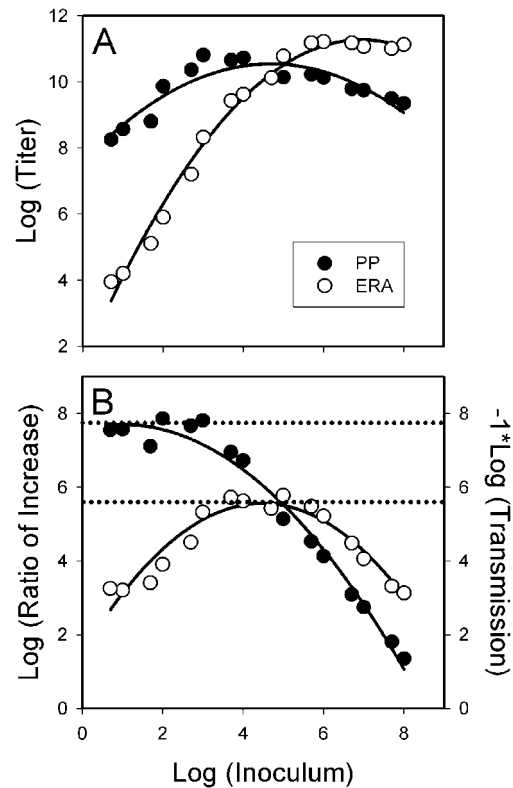 A
12
10
8
6
4
2
Log (Titer)
PP
ERA
B
8
6
4
2
0
Log (Ratio of Increase)
8
6
4
2
0
-1*Log (Transmission)
0 2 4 6 8
Log (Inoculum)